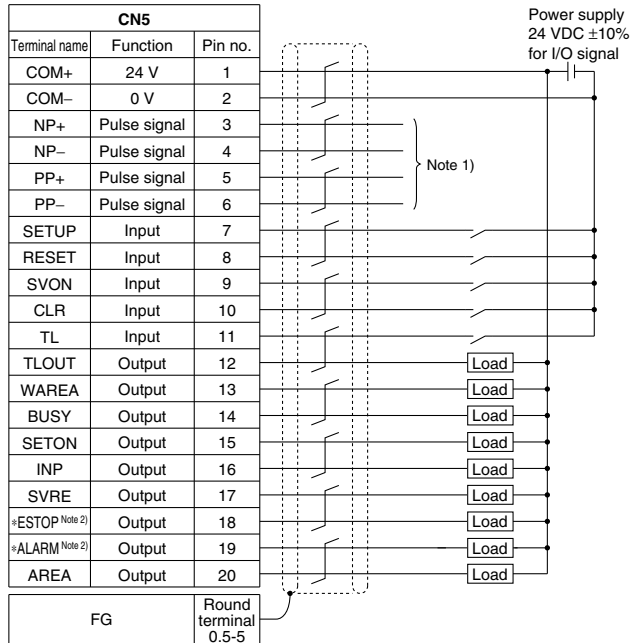 CN5
Power supply
24 VDC ±10%
for I/O signal
Terminal name Function Pin no.
COM+ 24 V 1
COM− 0 V 2
NP+ Pulse signal 3
NP− Pulse signal 4
Note 1)
PP+ Pulse signal 5
PP− Pulse signal 6
SETUP Input 7
RESET Input 8
SVON Input 9
CLR Input 10
TL Input 11
TLOUT Output 12 Load
WAREA Output 13 Load
BUSY Output 14 Load
SETON Output 15 Load
INP Output 16 Load
SVRE Output 17 Load
*ESTOP Note 2) Output 18 Load
*ALARM Note 2) Output 19 Load
AREA Output 20 Load
FG Round
terminal
0.5-5